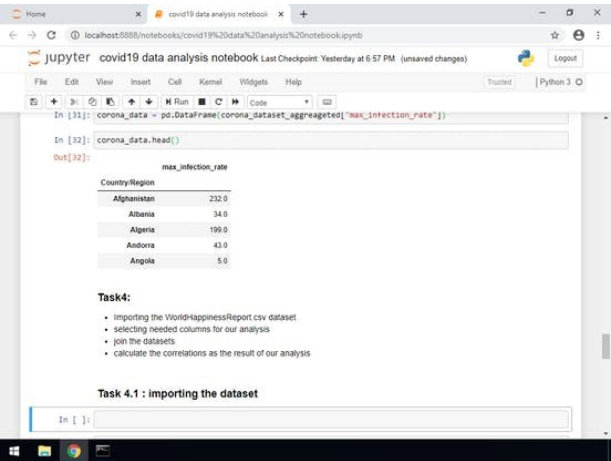 Home
covid19 data analysis notebook
localhost:8888/notebooks/covid19%20data%20analysis%20notebook.ipynb
jupyter covid19 data analysis notebook Last Checkpoint: Yesterday at 6:57 PM (unsaved changes)
Logout
File Edit View Insert Cell Kernel Widgets Help
Trusted
Python 3
Run
Code
In [31]: corona_data = pd.DataFrame(corona_dataset_aggreageted["max_infection_rate"])
In [32]: corona_data.head()
Out[32]:
max_infection_rate
Country/Region
Afghanistan 232.0
Albania 34.0
Algeria 199.0
Andorra 43.0
Angola 5.0
Task4:
• Importing the WorldHappinessReport.csv dataset
• selecting needed columns for our analysis
• join the datasets
• calculate the correlations as the result of our analysis
Task 4.1 : importing the dataset
In [ ]: